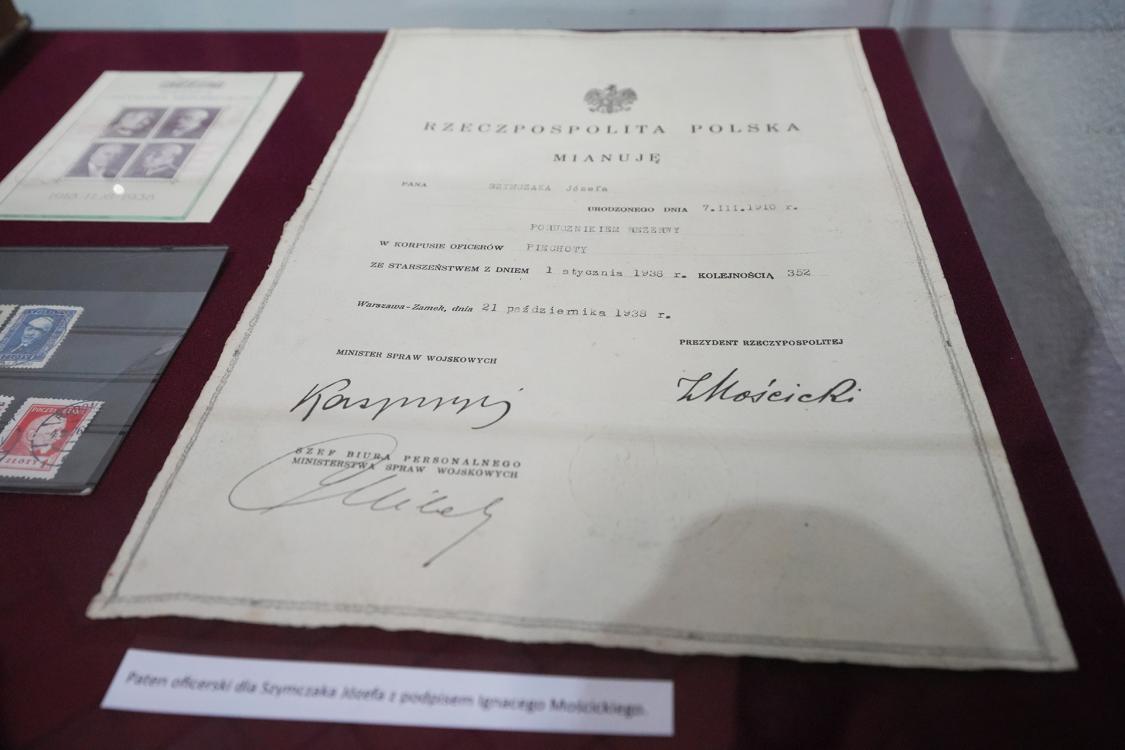 RZECZPOSPOLITA POLSKA
MIANUJĘ
PANA SZYMCZAKA Józefa
URODZONEGO DNIA 7.III.1910 r.
PORUCZNIKIEM REZERWY
W KORPUSIE OFICERÓW PIECHOTY
ZE STARSZEŃSTWEM Z DNIEM 1 stycznia 1938 r. KOLEJNOŚCIĄ 352
Warszawa-Zamek, dnia 21 października 1938 r.
PREZYDENT RZECZYPOSPOLITEJ
MINISTER SPRAW WOJSKOWYCH
IMościcki
SZEF BIURA PERSONALNEGO
MINISTERSTWA SPRAW WOJSKOWYCH
Paten oficerski dla Szymczaka Józefa z podpisem Ignacego Mościckiego.